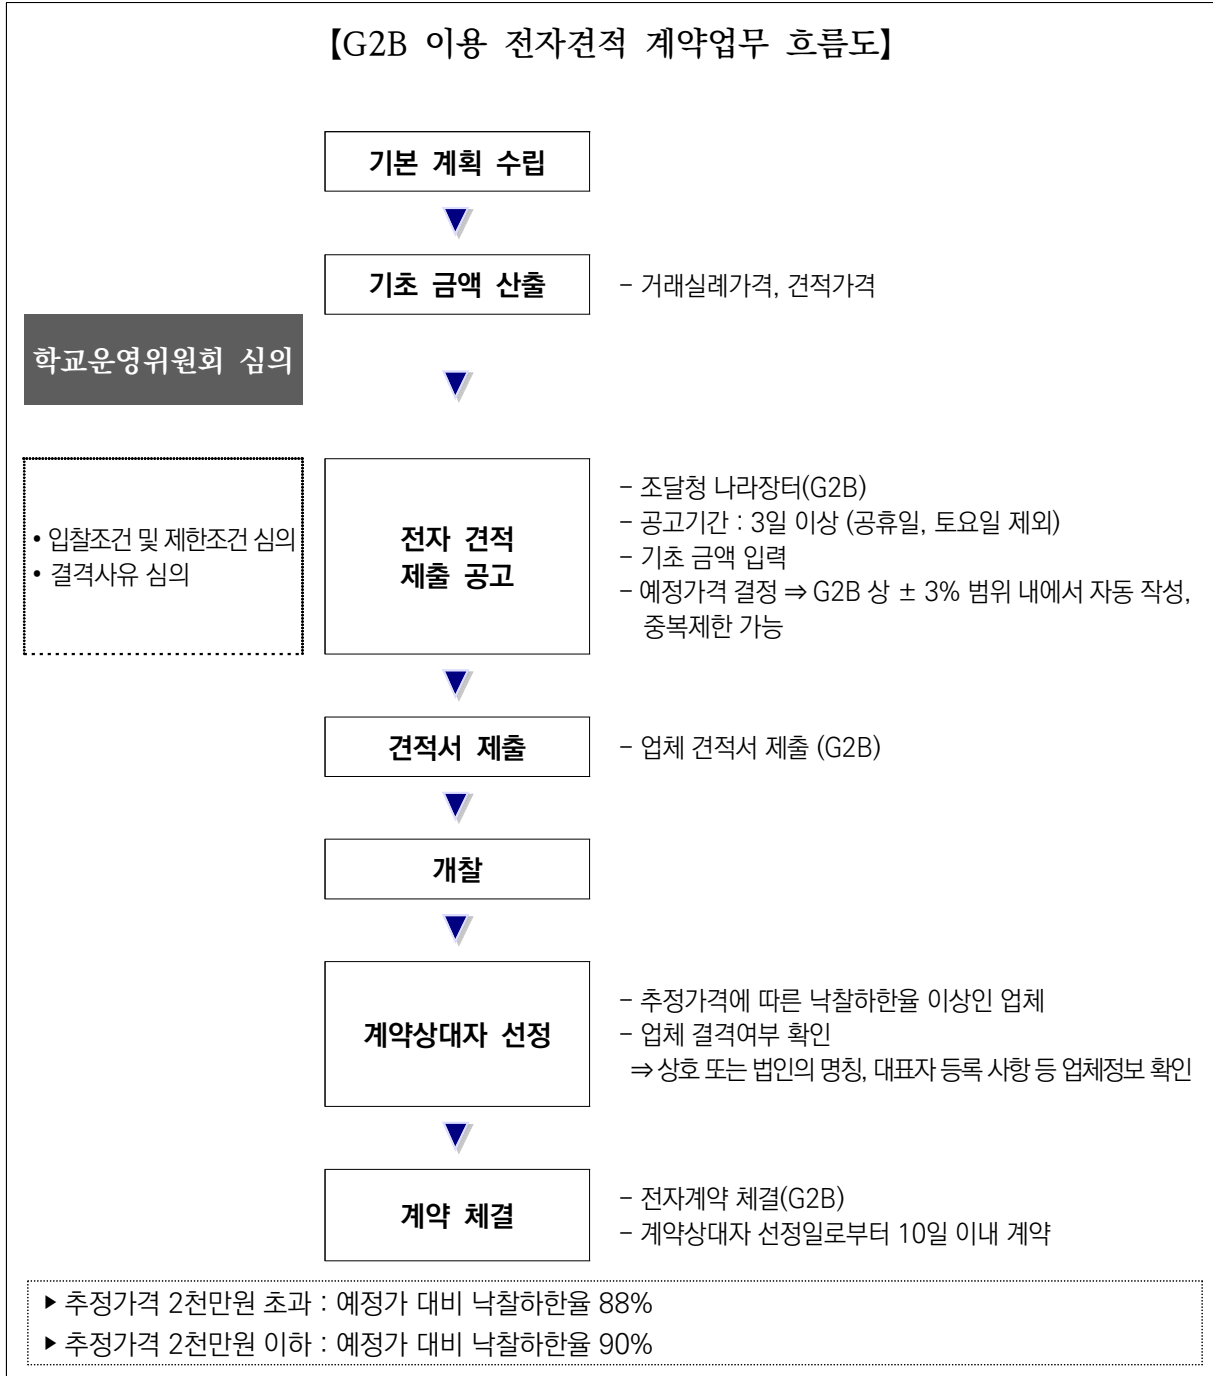 【G2B 이용 전자견적 계약업무 흐름도】
기본 계획 수립
기초 금액 산출
- 거래실례가격, 견적가격
학교운영위원회 심의
• 입찰조건 및 제한조건 심의
• 결격사유 심의
전자 견적
제출 공고
- 조달청 나라장터(G2B)
- 공고기간 : 3일 이상 (공휴일, 토요일 제외)
- 기초 금액 입력
- 예정가격 결정 ⇒ G2B 상 ± 3% 범위 내에서 자동 작성,
중복제한 가능
견적서 제출
- 업체 견적서 제출 (G2B)
개찰
계약상대자 선정
- 추정가격에 따른 낙찰하한율 이상인 업체
- 업체 결격여부 확인
⇒ 상호 또는 법인의 명칭, 대표자 등록 사항 등 업체정보 확인
계약 체결
- 전자계약 체결(G2B)
- 계약상대자 선정일로부터 10일 이내 계약
▶ 추정가격 2천만원 초과 : 예정가 대비 낙찰하한율 88%
▶ 추정가격 2천만원 이하 : 예정가 대비 낙찰하한율 90%